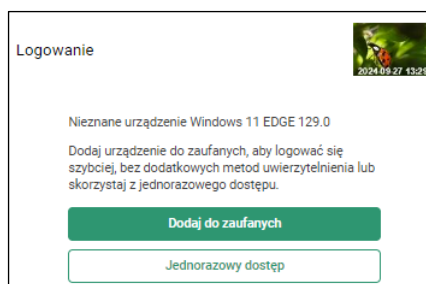 Logowanie
2024-09-27 13:29
Nieznane urządzenie Windows 11 EDGE 129.0
Dodaj urządzenie do zaufanych, aby logować się
szybciej, bez dodatkowych metod uwierzytelnienia lub
skorzystaj z jednorazowego dostępu.
Dodaj do zaufanych
Jednorazowy dostęp